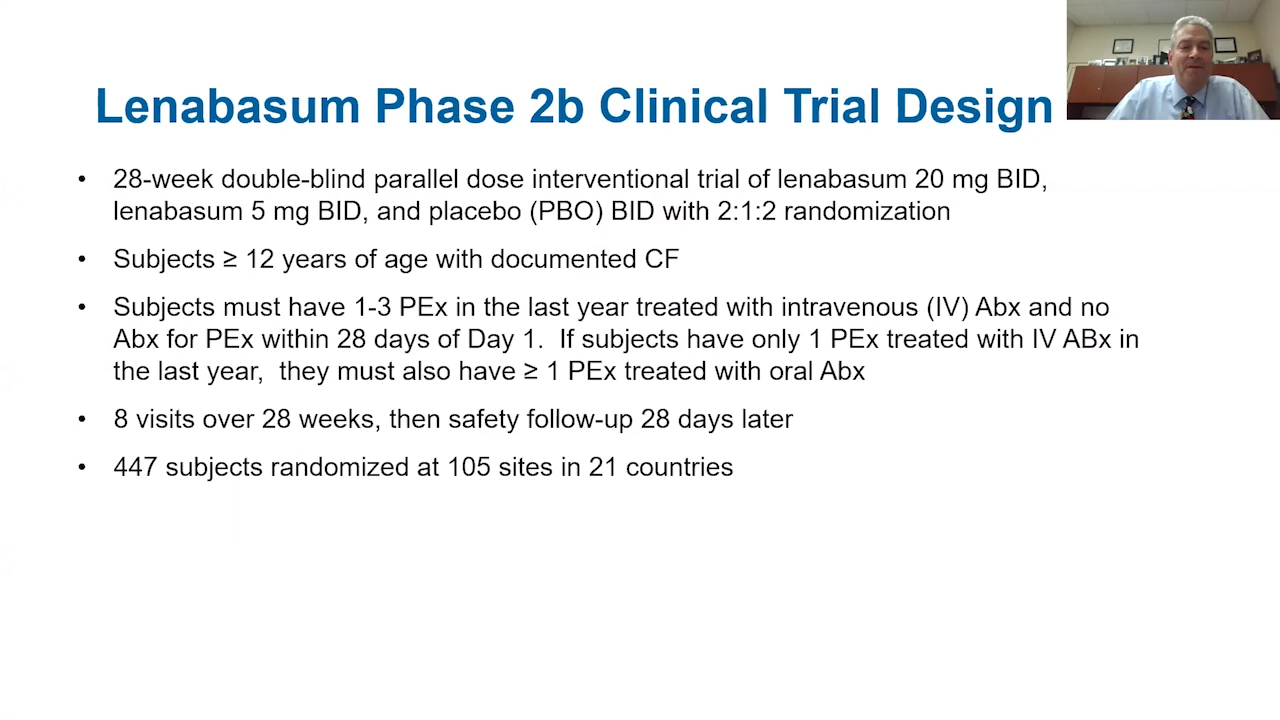 Lenabasum Phase 2b Clinical Trial Design
• 28-week double-blind parallel dose interventional trial of lenabasum 20 mg BID,
lenabasum 5 mg BID, and placebo (PBO) BID with 2:1:2 randomization
• Subjects ≥ 12 years of age with documented CF
• Subjects must have 1-3 PEx in the last year treated with intravenous (IV) Abx and no
Abx for PEx within 28 days of Day 1.  If subjects have only 1 PEx treated with IV ABx in
the last year,  they must also have ≥ 1 PEx treated with oral Abx
• 8 visits over 28 weeks, then safety follow-up 28 days later
• 447 subjects randomized at 105 sites in 21 countries